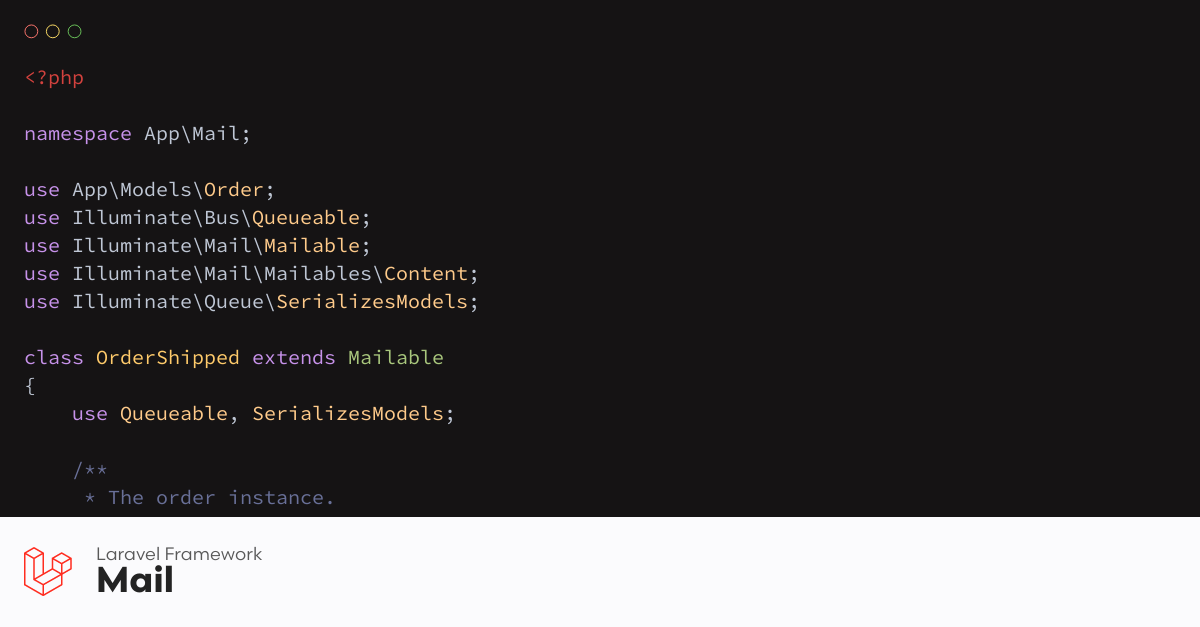 <?php
namespace App\Mail;
use App\Models\Order;
use Illuminate\Bus\Queueable;
use Illuminate\Mail\Mailable;
use Illuminate\Mail\Mailables\Content;
use Illuminate\Queue\SerializesModels;
class OrderShipped extends Mailable
{
    use Queueable, SerializesModels;
    /**
     * The order instance.
Laravel Framework
Mail